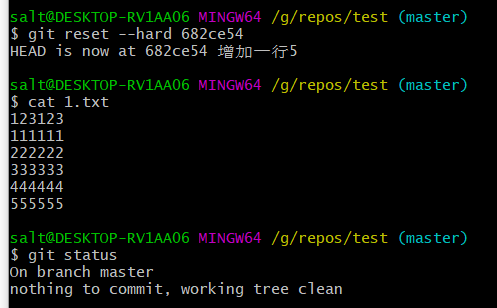 salt@DESKTOP-RV1AA06 MINGW64 /g/repos/test (master)
$ git reset --hard 682ce54
HEAD is now at 682ce54 增加一行5
salt@DESKTOP-RV1AA06 MINGW64 /g/repos/test (master)
$ cat 1.txt
123123
111111
222222
333333
444444
555555
salt@DESKTOP-RV1AA06 MINGW64 /g/repos/test (master)
$ git status
On branch master
nothing to commit, working tree clean